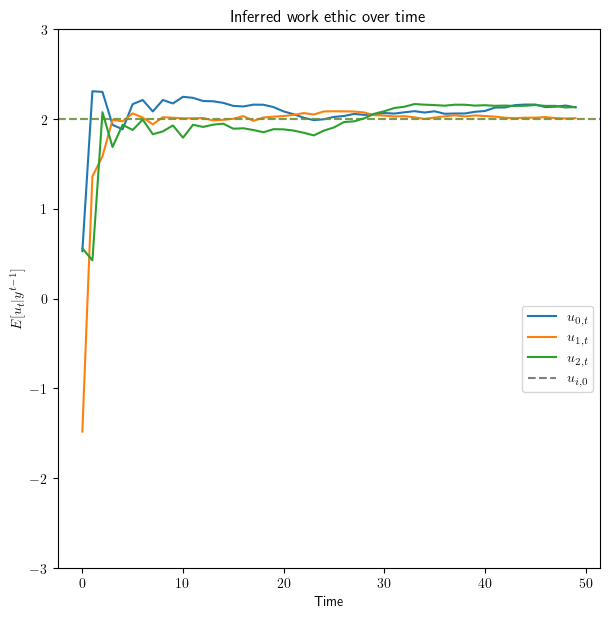 Inferred work ethic over time
3
2
1
0
−1
−2
−3
E[u_t|y^{t−1}]
u_{0,t}
u_{1,t}
u_{2,t}
u_{i,0}
0 10 20 30 40 50
Time